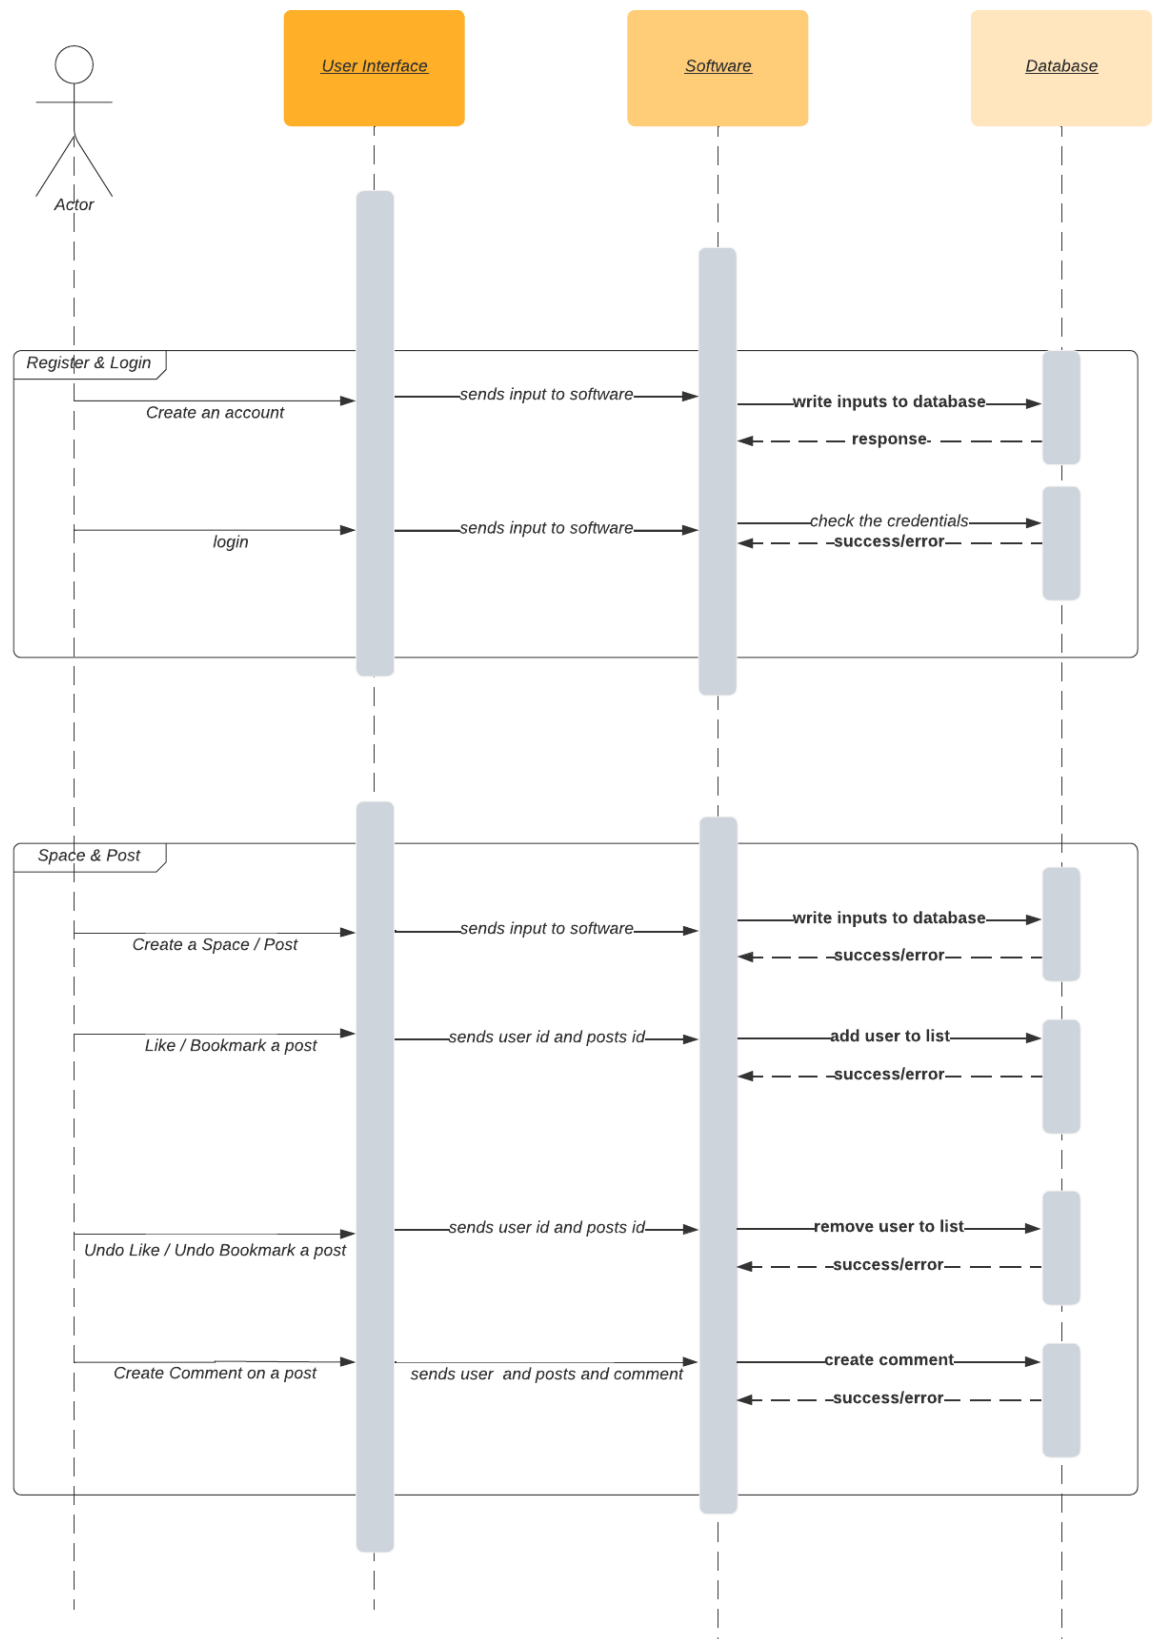 User Interface
Software
Database
Actor
Register & Login
Create an account
sends input to software
write inputs to database
response
login
sends input to software
check the credentials
success/error
Space & Post
Create a Space / Post
sends input to software
write inputs to database
success/error
Like / Bookmark a post
sends user id and posts id
add user to list
success/error
Undo Like / Undo Bookmark a post
sends user id and posts id
remove user to list
success/error
Create Comment on a post
sends user  and posts and comment
create comment
success/error